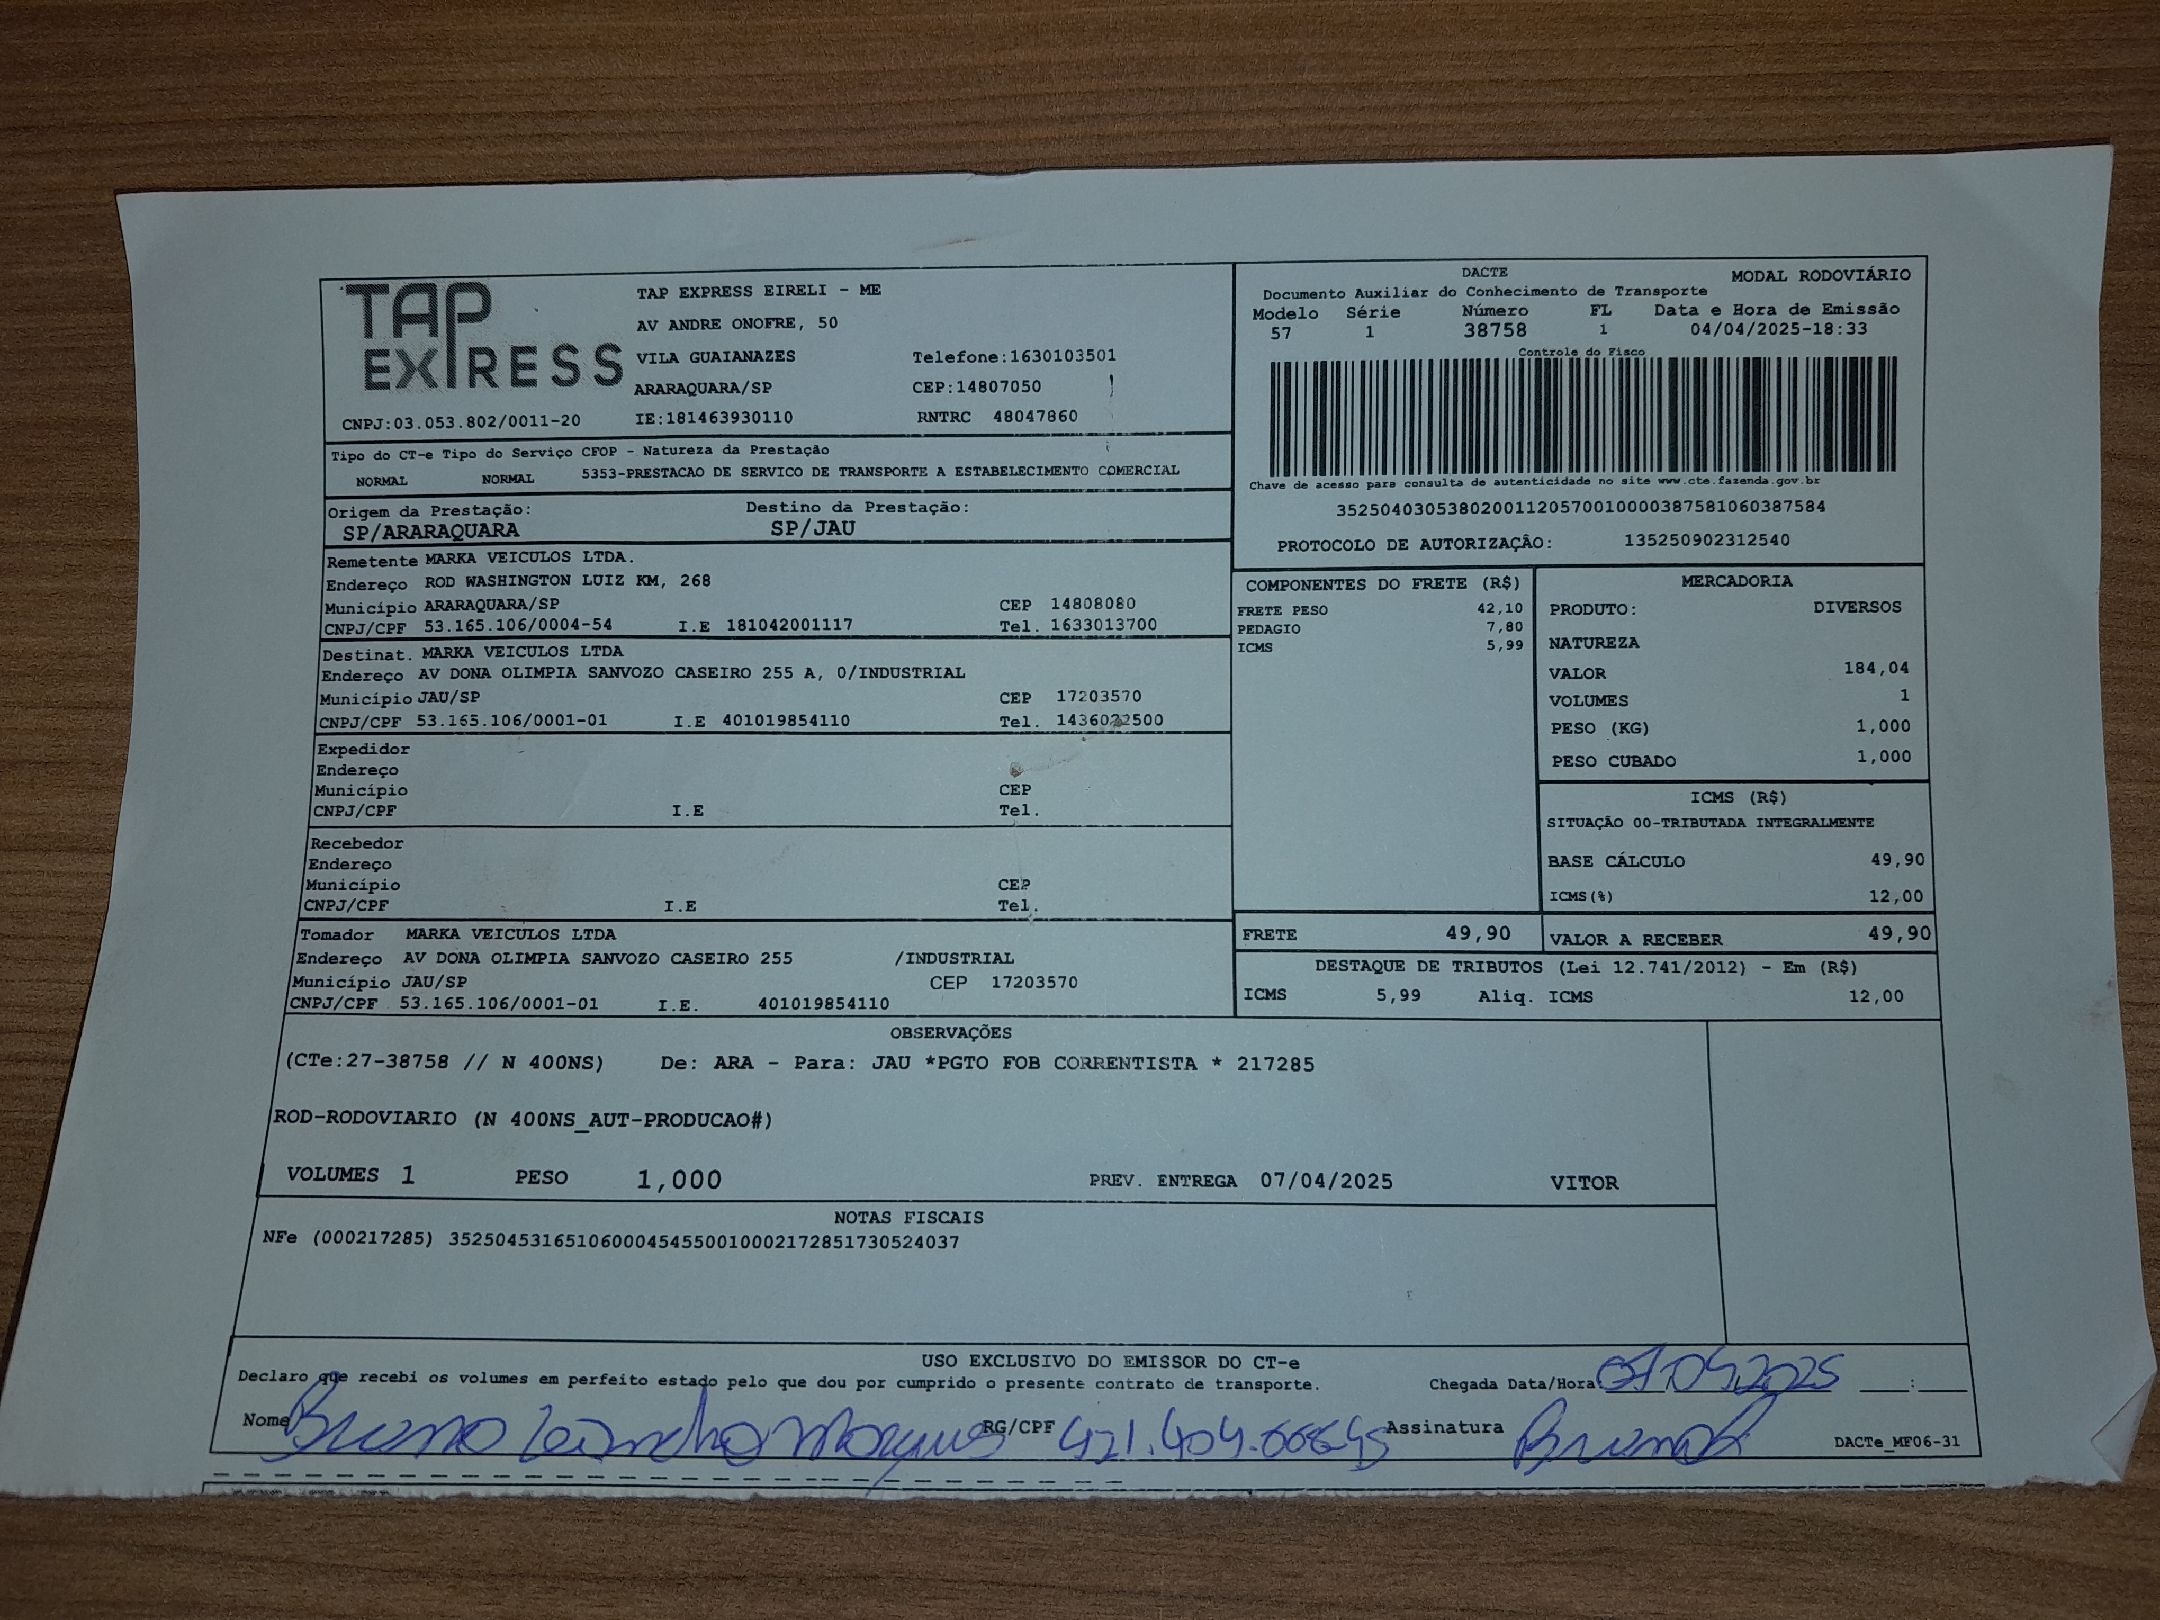 TAP
EXPRESS
CNPJ:03.053.802/0011-20
TAP EXPRESS EIRELI - ME
AV ANDRE ONOFRE, 50
VILA GUAIANAZES Telefone:1630103501
ARARAQUARA/SP CEP:14807050
IE:181463930110 RNTRC 48047860
DACTE MODAL RODOVIÁRIO
Documento Auxiliar do Conhecimento de Transporte
Modelo Série Número FL Data e Hora de Emissão
57 1 38758 1 04/04/2025-18:33
Controle do Fisco
Chave de acesso para consulta de autenticidade no site www.cte.fazenda.gov.br
35250403053802001120570010000387581060387584
PROTOCOLO DE AUTORIZAÇÂO: 135250902312540
Tipo do CT-e Tipo do Serviço CFOP - Natureza da Prestação
NORMAL NORMAL 5353-PRESTACAO DE SERVICO DE TRANSPORTE A ESTABELECIMENTO COMERCIAL
Origem da Prestação: Destino da Prestação:
SP/ARARAQUARA SP/JAU
Remetente MARKA VEICULOS LTDA.
Endereço ROD WASHINGTON LUIZ KM, 268
Município ARARAQUARA/SP CEP 14808080
CNPJ/CPF 53.165.106/0004-54 I.E 181042001117 Tel. 1633013700
Destinat. MARKA VEICULOS LTDA
Endereço AV DONA OLIMPIA SANVOZO CASEIRO 255 A, 0/INDUSTRIAL
Município JAU/SP CEP 17203570
CNPJ/CPF 53.165.106/0001-01 I.E 401019854110 Tel. 1436022500
Expedidor
Endereço
Município CEP
CNPJ/CPF I.E Tel.
Recebedor
Endereço
Município CEP
CNPJ/CPF I.E Tel.
Tomador MARKA VEICULOS LTDA
Endereço AV DONA OLIMPIA SANVOZO CASEIRO 255 /INDUSTRIAL
Município JAU/SP CEP 17203570
CNPJ/CPF 53.165.106/0001-01 I.E. 401019854110
COMPONENTES DO FRETE (R$)
FRETE PESO 42,10
PEDAGIO 7,80
ICMS 5,99
MERCADORIA
PRODUTO: DIVERSOS
NATUREZA
VALOR 184,04
VOLUMES 1
PESO (KG) 1,000
PESO CUBADO 1,000
ICMS (R$)
SITUAÇÃO 00-TRIBUTADA INTEGRALMENTE
BASE CÁLCULO 49,90
ICMS(%) 12,00
FRETE 49,90 VALOR A RECEBER 49,90
DESTAQUE DE TRIBUTOS (Lei 12.741/2012) - Em (R$)
ICMS 5,99 Aliq. ICMS 12,00
OBSERVAÇÕES
(CTe:27-38758 // N 400NS) De: ARA - Para: JAU *PGTO FOB CORRENTISTA * 217285
ROD-RODOVIARIO (N 400NS_AUT-PRODUCAO#)
VOLUMES 1 PESO 1,000 PREV. ENTREGA 07/04/2025 VITOR
NOTAS FISCAIS
NFe (000217285) 35250453165106000454550010002172851730524037
USO EXCLUSIVO DO EMISSOR DO CT-e
Declaro que recebi os volumes em perfeito estado pelo que dou por cumprido o presente contrato de transporte. Chegada Data/Hora 07/04/2025 __:__
Nome Bruno Leandro Marques RG/CPF Assinatura
DACTe_MF06-31